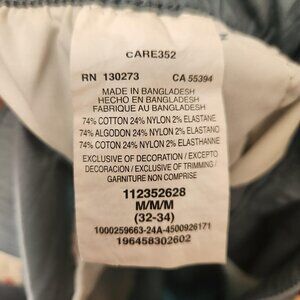 CARE352
RN 130273 CA 55394
MADE IN BANGLADESH
HECHO EN BANGLADESH
FABRIQUE AU BANGLADESH
74% COTTON 24% NYLON 2% ELASTANE
74% ALGODON 24% NYLON 2% ELASTANO
74% COTON 24% NYLON 2% ELASTHANNE
EXCLUSIVE OF DECORATION / EXCEPTO
DECORACION / EXCLUSIVE OF TRIMMING /
GARNITURE NON COMPRISE
112352628
M/M/M
(32-34)
1000259663-24A-4500926171
196458302602